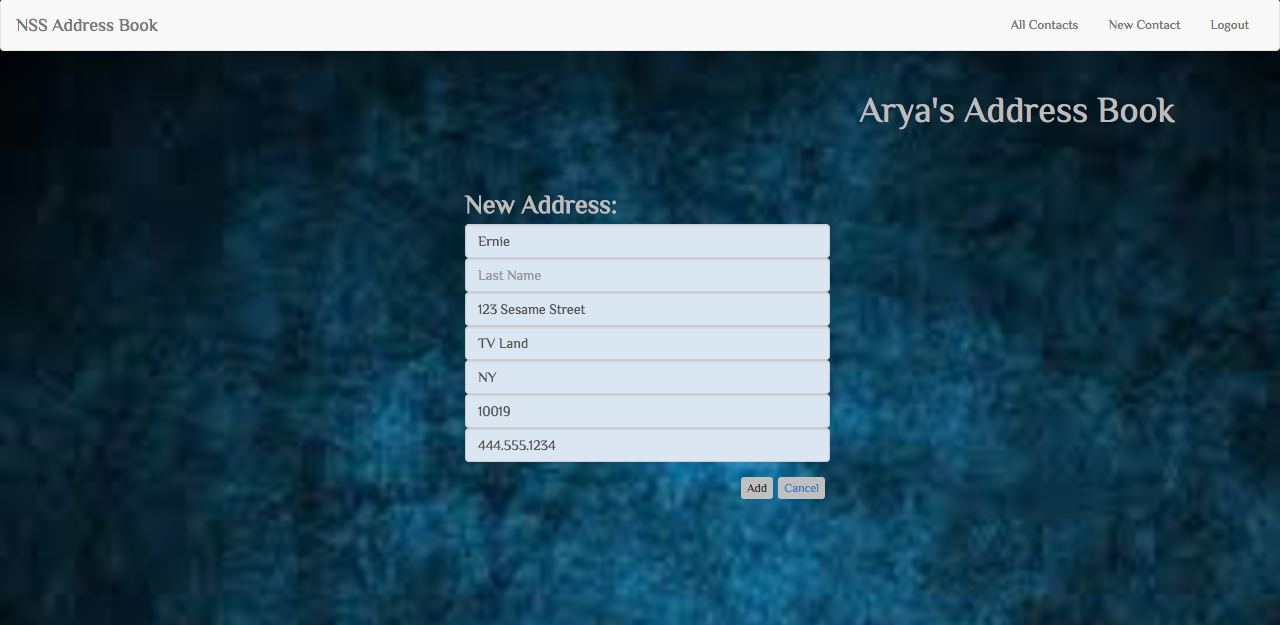 NSS Address Book All Contacts New Contact Logout
Arya's Address Book
New Address:
Ernie
Last Name
123 Sesame Street
TV Land
NY
10019
444.555.1234
Add Cancel